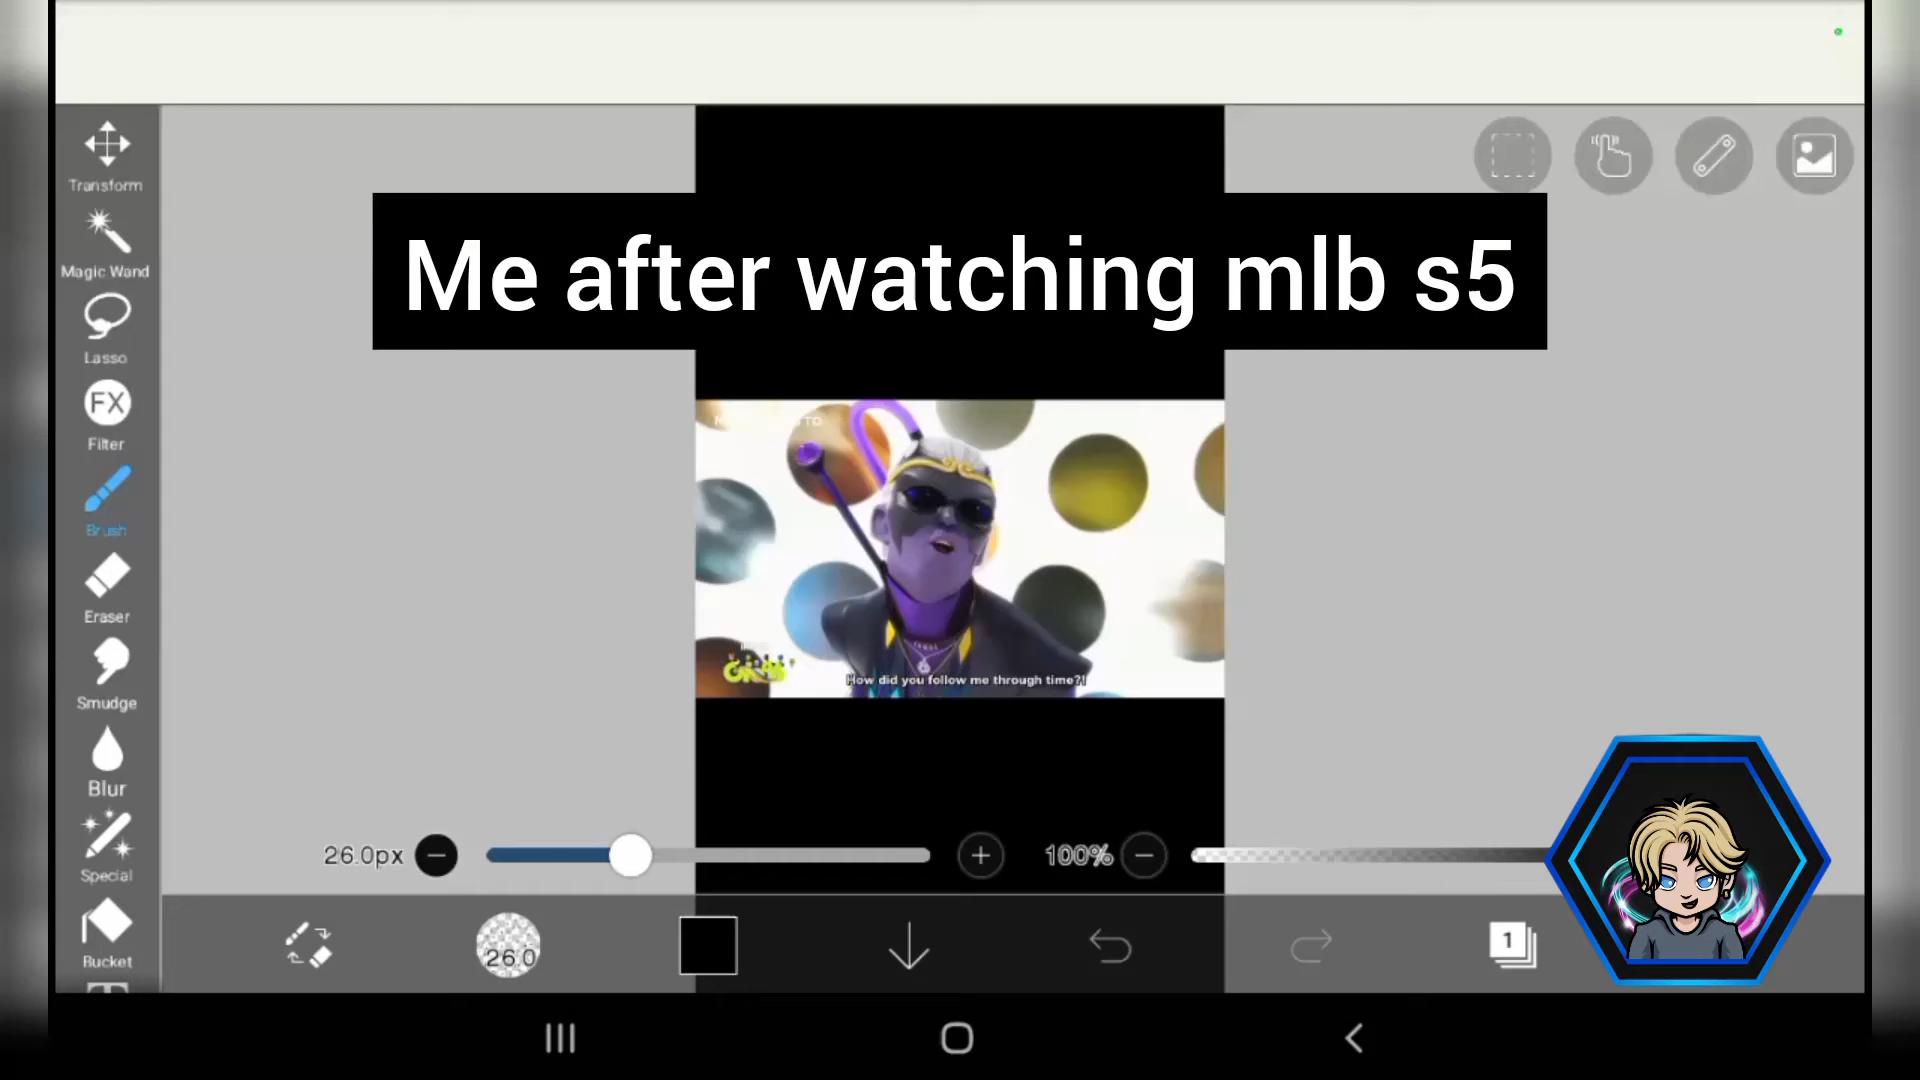 Transform
Magic Wand
Me after watching mlb s5
Lasso
FX
Filter
Brush
Eraser
Smudge
How did you follow me through time?!
Blur
Special
26.0px
100%
Bucket
26.0
1